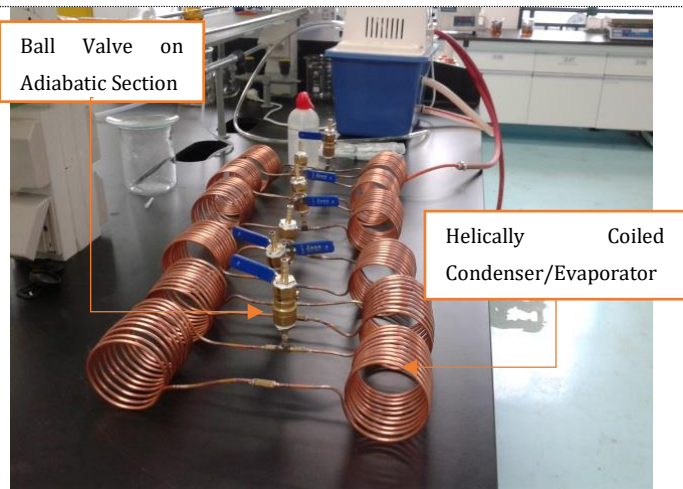 Ball Valve on
Adiabatic Section
Helically Coiled
Condenser/Evaporator